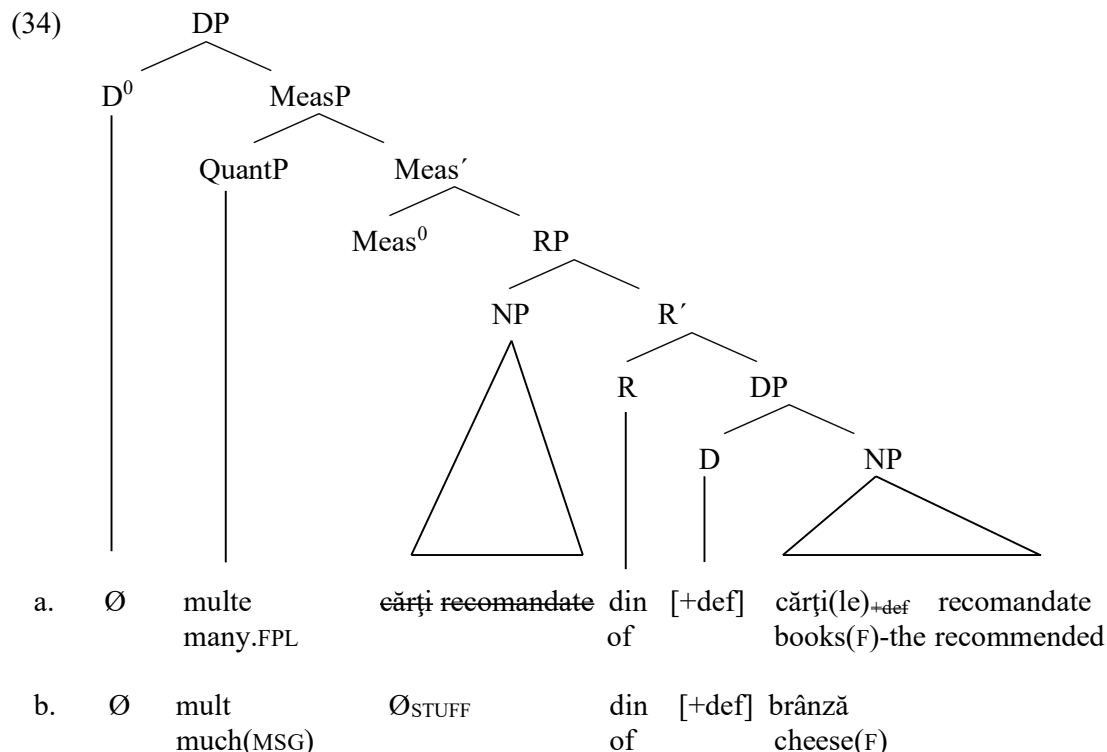 (34) DP
D⁰ MeasP
QuantP Meas´
Meas⁰ RP
NP R´
R DP
D NP
a. Ø multe cărţi recomandate din [+def] cărţi(le)+def recomandate
many.FPL of books(F)-the recommended
b. Ø mult ØSTUFF din [+def] brânză
much(MSG) of cheese(F)